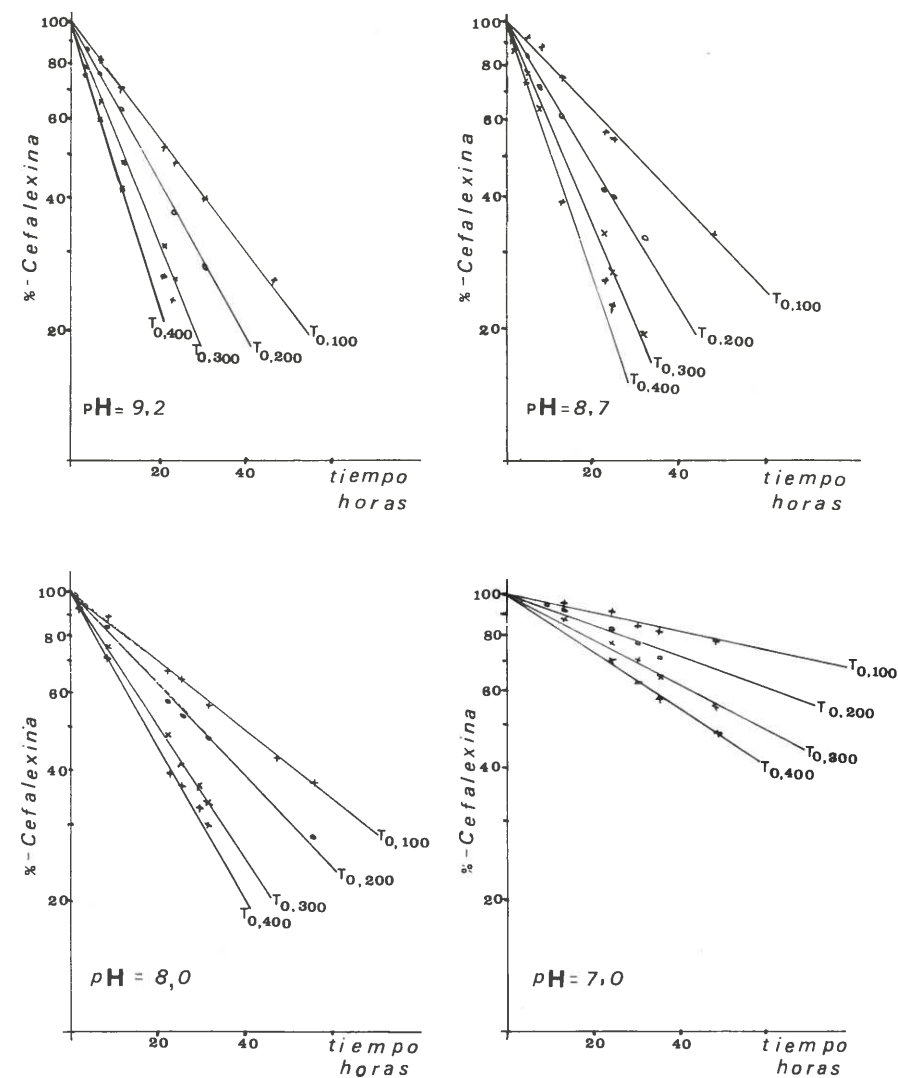 100
80
60
40
20
%-Cefalexina
T0,400
T0,300
T0,200
T0,100
pH= 9,2
20
40
tiempo
horas
100
80
60
40
20
%-Cefalexina
T0,100
T0,200
T0,300
T0,400
pH=8,7
20
40
tiempo
horas
100
80
60
40
20
%-Cefalexina
T0,100
T0,200
T0,300
T0,400
pH = 8,0
20
40
tiempo
horas
100
80
60
40
20
%-Cefalexina
T0,100
T0,200
T0,300
T0,400
pH=7,0
20
40
tiempo
horas